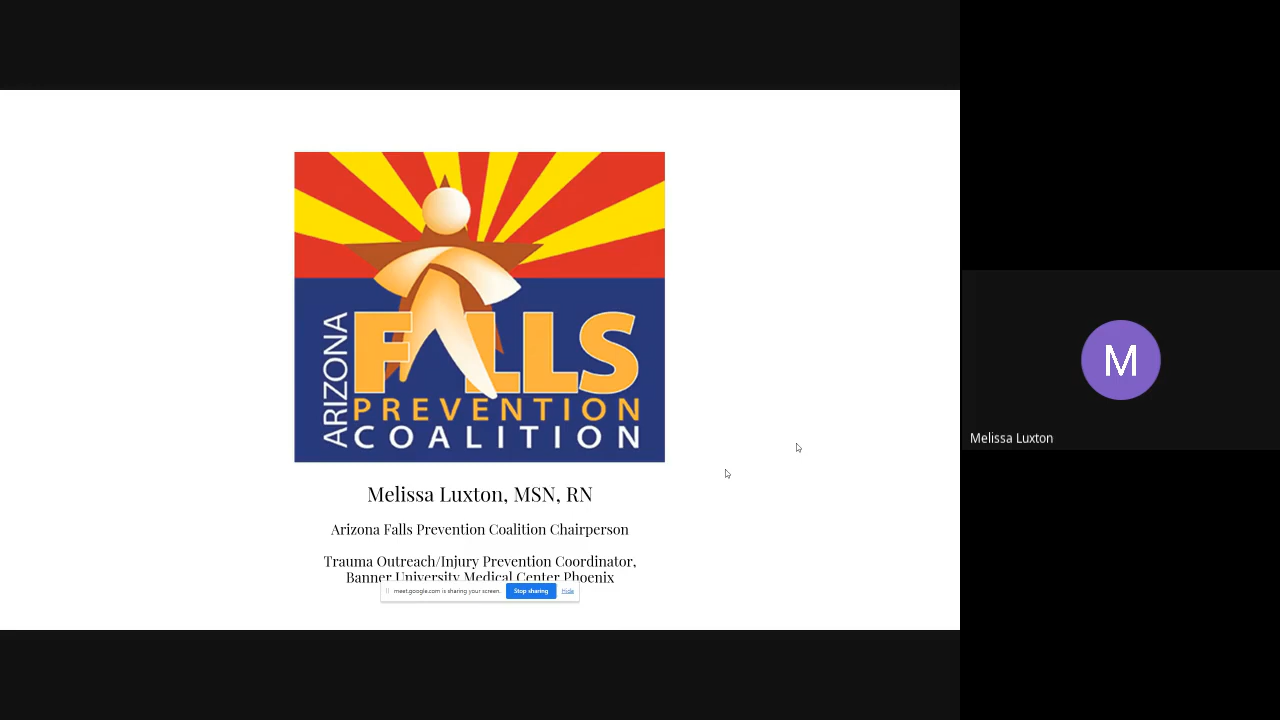 ARIZONA
FALLS
PREVENTION
COALITION
Melissa Luxton, MSN, RN
Arizona Falls Prevention Coalition Chairperson
Trauma Outreach/Injury Prevention Coordinator,
Banner University Medical Center Phoenix
meet.google.com is sharing your screen.
Stop sharing
Hide
M
Melissa Luxton